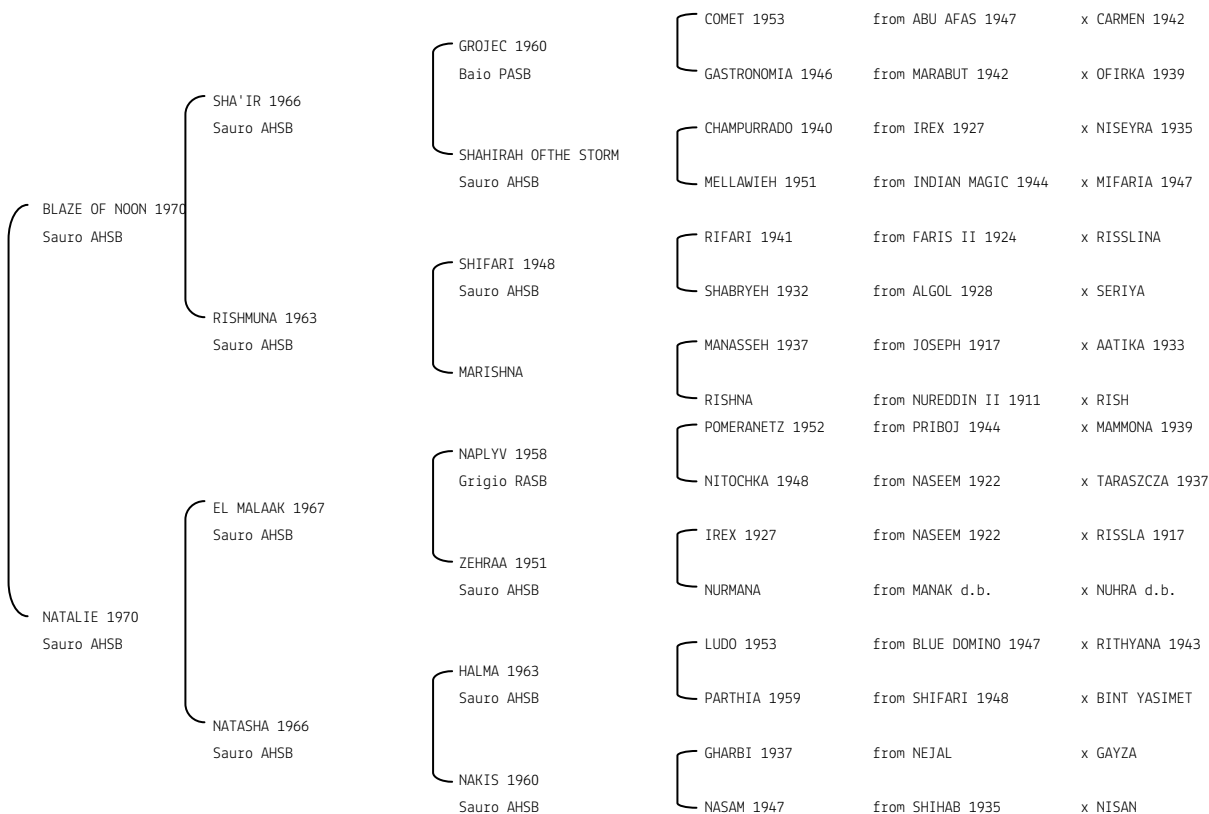 COMET 1953 from ABU AFAS 1947 x CARMEN 1942
GROJEC 1960
Baio PASB
GASTRONOMIA 1946 from MARABUT 1942 x OFIRKA 1939
SHA'IR 1966
Sauro AHSB
CHAMPURRADO 1940 from IREX 1927 x NISEYRA 1935
SHAHIRAH OFTHE STORM
Sauro AHSB
MELLAWIEH 1951 from INDIAN MAGIC 1944 x MIFARIA 1947
BLAZE OF NOON 1970
Sauro AHSB
RIFARI 1941 from FARIS II 1924 x RISSLINA
SHIFARI 1948
Sauro AHSB
SHABRYEH 1932 from ALGOL 1928 x SERIYA
RISHMUNA 1963
Sauro AHSB
MANASSEH 1937 from JOSEPH 1917 x AATIKA 1933
MARISHNA
RISHNA from NUREDDIN II 1911 x RISH
POMERANETZ 1952 from PRIBOJ 1944 x MAMMONA 1939
NAPLYV 1958
Grigio RASB
NITOCHKA 1948 from NASEEM 1922 x TARASZCZA 1937
EL MALAAK 1967
Sauro AHSB
IREX 1927 from NASEEM 1922 x RISSLA 1917
ZEHRAA 1951
Sauro AHSB
NURMANA from MANAK d.b. x NUHRA d.b.
NATALIE 1970
Sauro AHSB
LUDO 1953 from BLUE DOMINO 1947 x RITHYANA 1943
HALMA 1963
Sauro AHSB
PARTHIA 1959 from SHIFARI 1948 x BINT YASIMET
NATASHA 1966
Sauro AHSB
GHARBI 1937 from NEJAL x GAYZA
NAKIS 1960
Sauro AHSB
NASAM 1947 from SHIHAB 1935 x NISAN